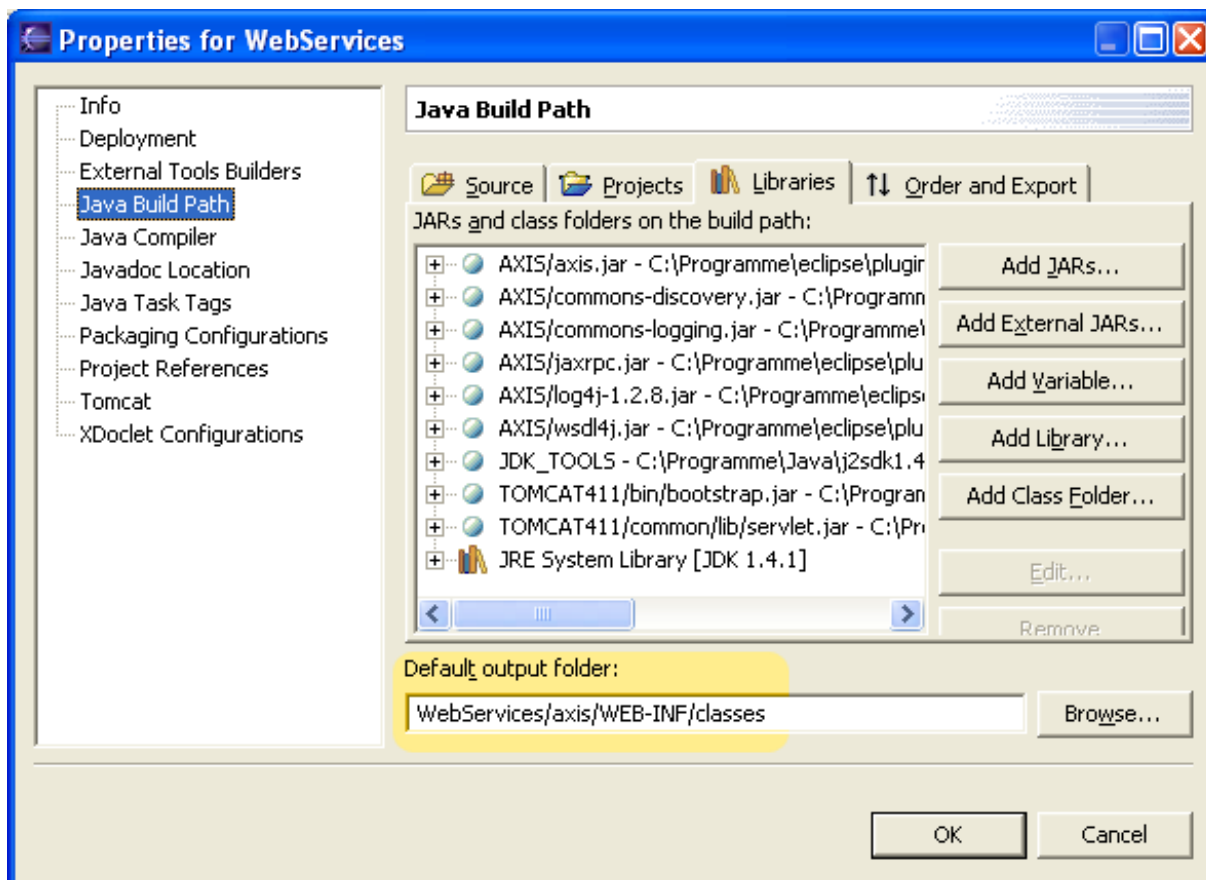 Properties for WebServices
Info
Deployment
External Tools Builders
Java Build Path
Java Compiler
Javadoc Location
Java Task Tags
Packaging Configurations
Project References
Tomcat
XDoclet Configurations
Java Build Path
Source
Projects
Libraries
Order and Export
JARs and class folders on the build path:
AXIS/axis.jar - C:\Programme\eclipse\plugin
AXIS/commons-discovery.jar - C:\Programm
AXIS/commons-logging.jar - C:\Programme\
AXIS/jaxrpc.jar - C:\Programme\eclipse\plu
AXIS/log4j-1.2.8.jar - C:\Programme\eclips
AXIS/wsdl4j.jar - C:\Programme\eclipse\plu
JDK_TOOLS - C:\Programme\Java\j2sdk1.4
TOMCAT411/bin/bootstrap.jar - C:\Program
TOMCAT411/common/lib/servlet.jar - C:\Pr
JRE System Library [JDK 1.4.1]
Add JARs...
Add External JARs...
Add Variable...
Add Library...
Add Class Folder...
Edit...
Remove
Default output folder:
WebServices/axis/WEB-INF/classes
Browse...
OK
Cancel